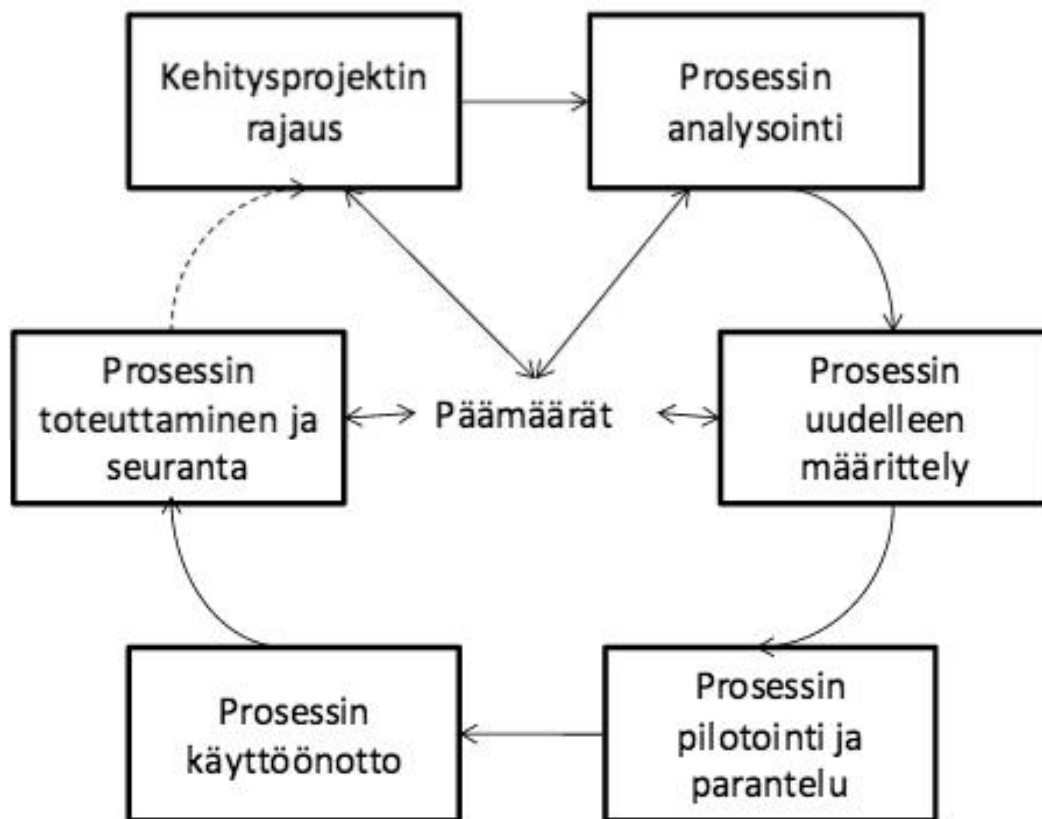 Kehitysprojektin
rajaus
Prosessin
analysointi
Prosessin
toteuttaminen ja
seuranta
Päämäärät
Prosessin
uudelleen
määrittely
Prosessin
käyttöönotto
Prosessin
pilotointi ja
parantelu